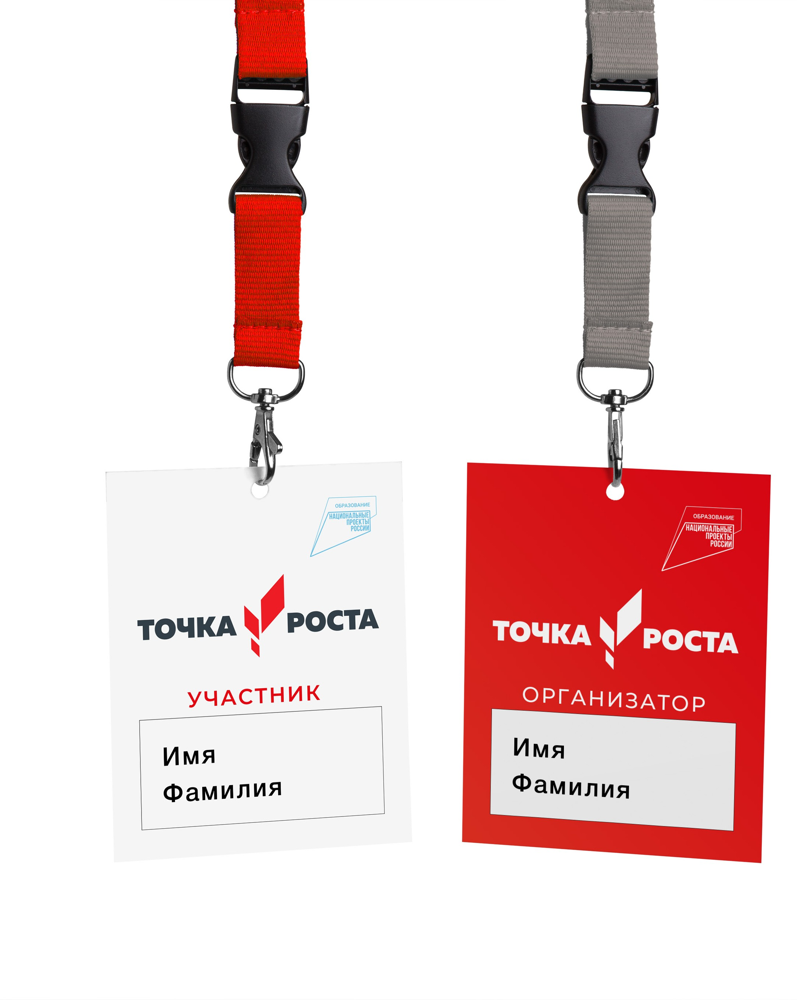 ОБРАЗОВАНИЕ
НАЦИОНАЛЬНЫЕ
ПРОЕКТЫ
РОССИИ
ТОЧКА РОСТА
УЧАСТНИК
Имя
Фамилия
ОБРАЗОВАНИЕ
НАЦИОНАЛЬНЫЕ
ПРОЕКТЫ
РОССИИ
ТОЧКА РОСТА
ОРГАНИЗАТОР
Имя
Фамилия